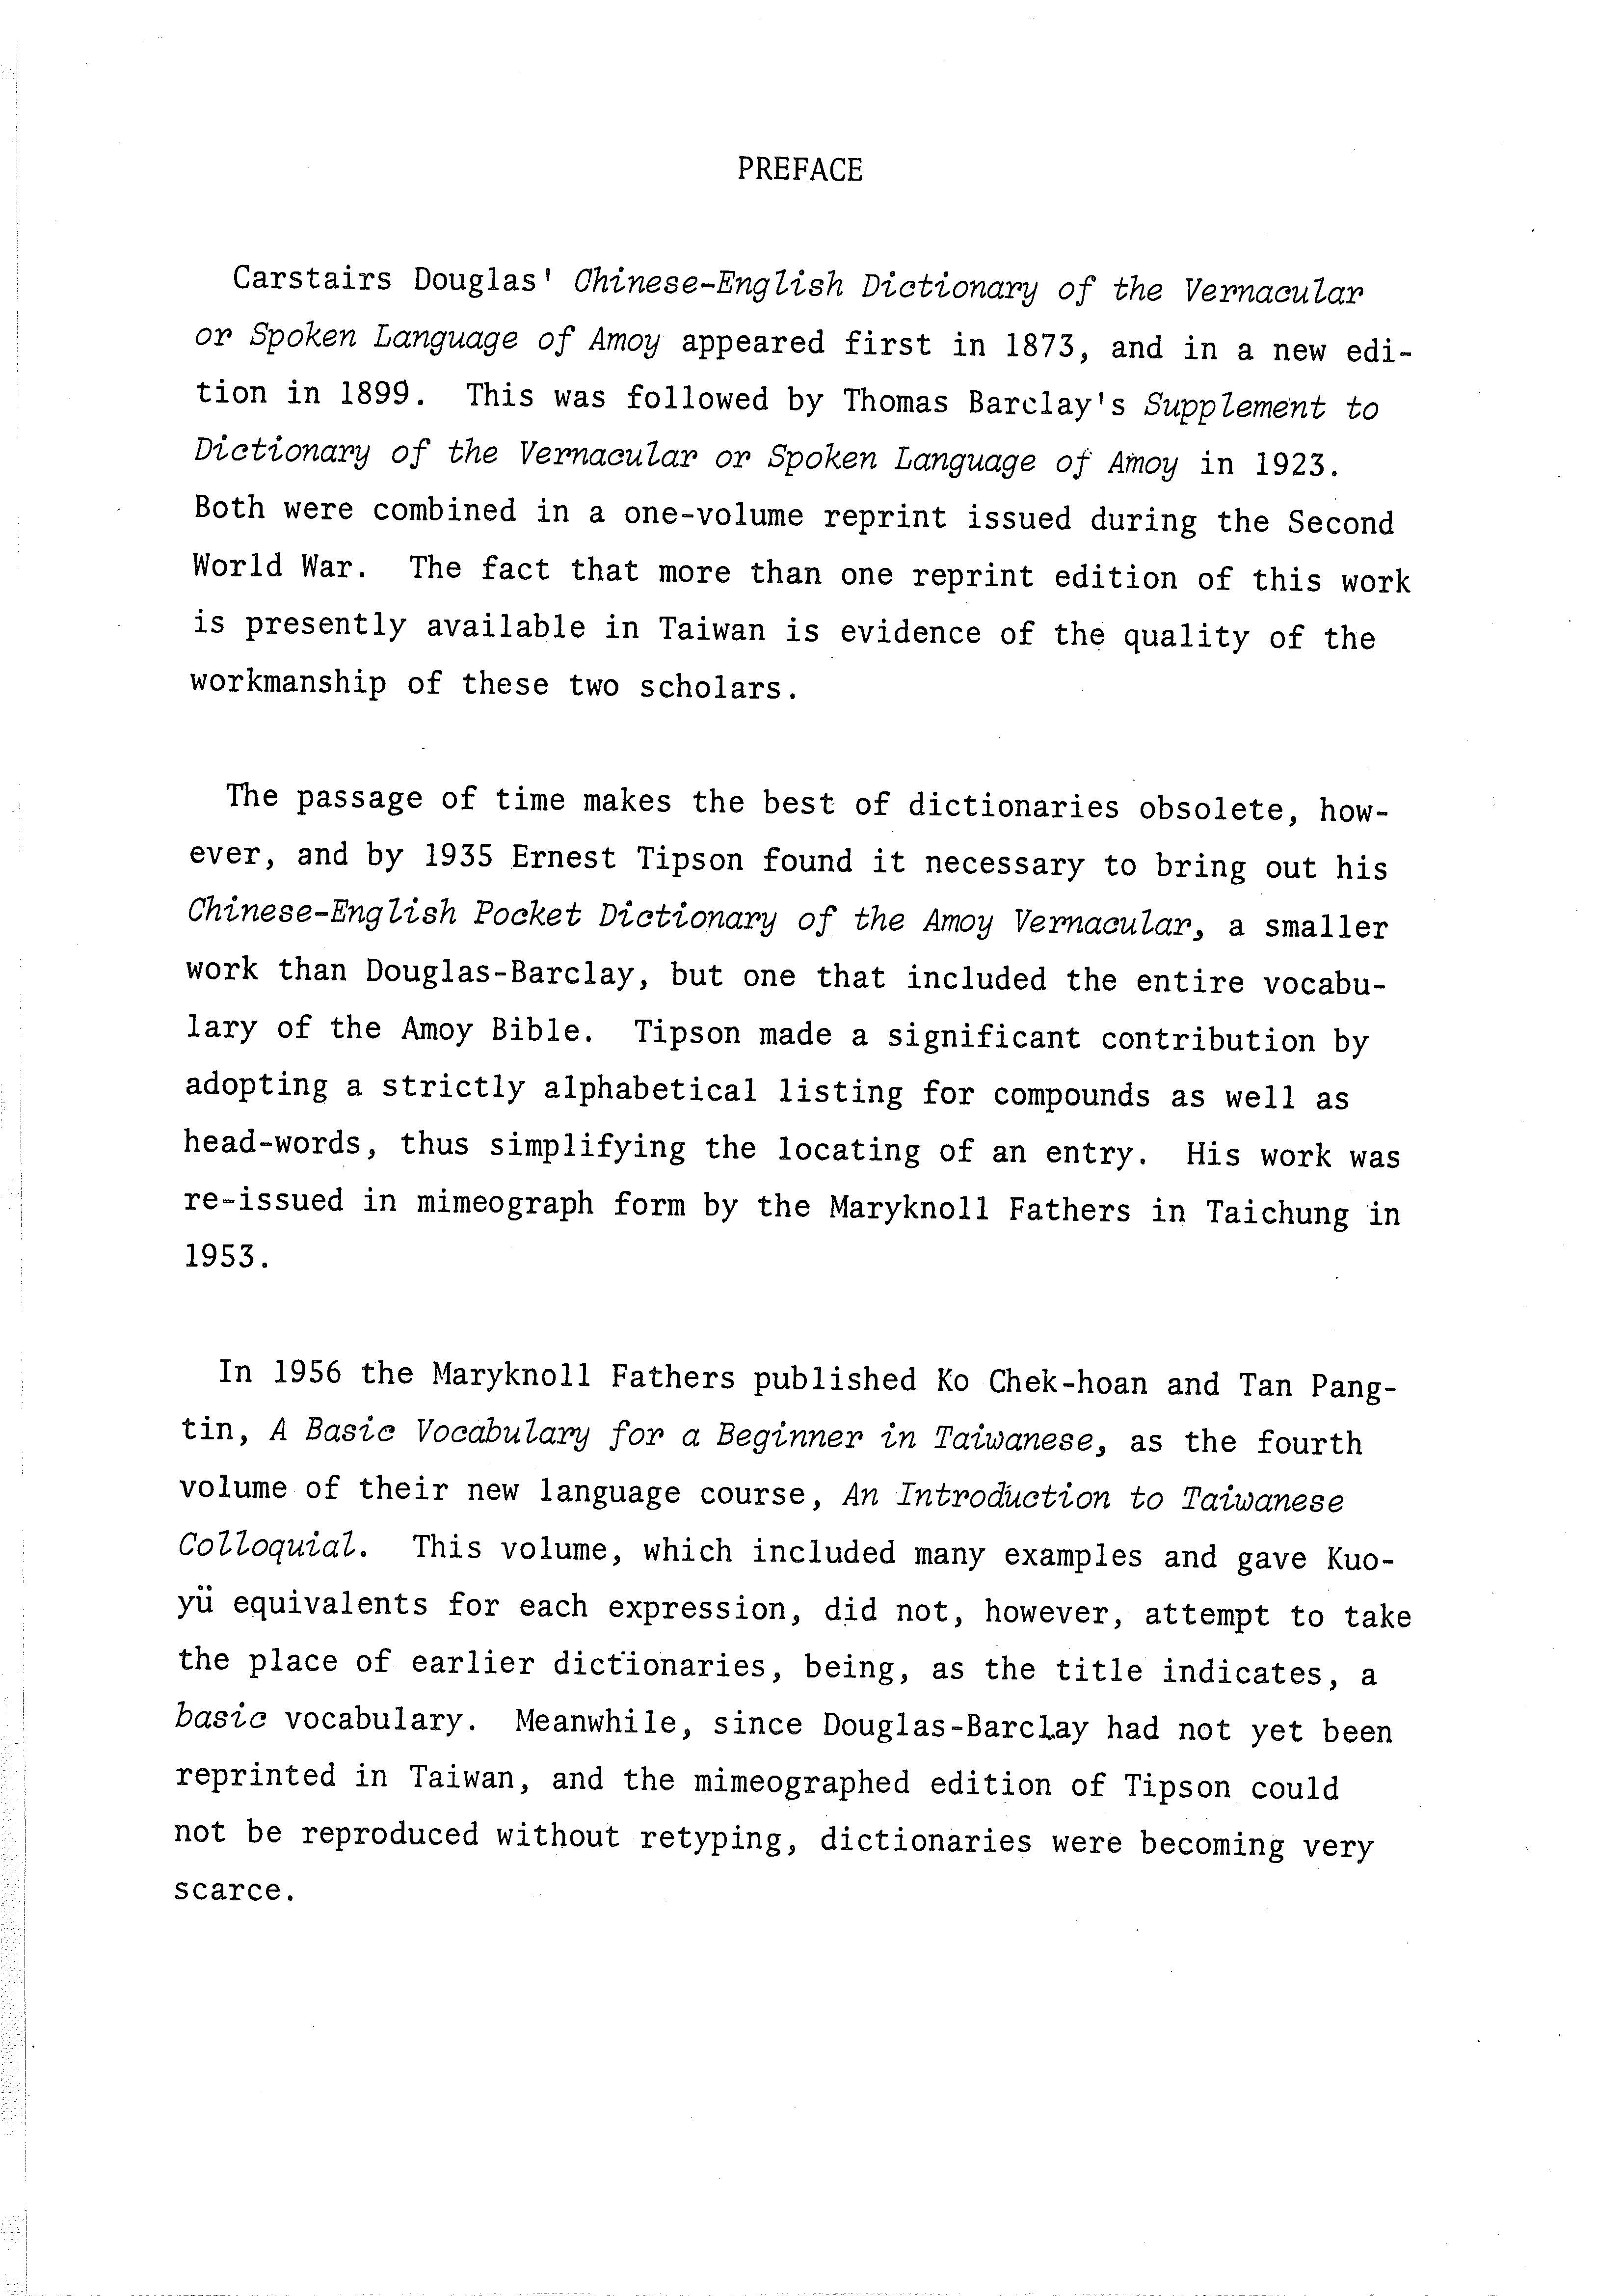 PREFACE
Carstairs Douglas' Chinese-English Dictionary of the Vernacular
or Spoken Language of Amoy appeared first in 1873, and in a new edi-
tion in 1899. This was followed by Thomas Barclay's Supplement to
Dictionary of the Vernacular or Spoken Language of Amoy in 1923.
Both were combined in a one-volume reprint issued during the Second
World War. The fact that more than one reprint edition of this work
is presently available in Taiwan is evidence of the quality of the
workmanship of these two scholars.
The passage of time makes the best of dictionaries obsolete, how-
ever, and by 1935 Ernest Tipson found it necessary to bring out his
Chinese-English Pocket Dictionary of the Amoy Vernacular, a smaller
work than Douglas-Barclay, but one that included the entire vocabu-
lary of the Amoy Bible. Tipson made a significant contribution by
adopting a strictly alphabetical listing for compounds as well as
head-words, thus simplifying the locating of an entry. His work was
re-issued in mimeograph form by the Maryknoll Fathers in Taichung in
1953.
In 1956 the Maryknoll Fathers published Ko Chek-hoan and Tan Pang-
tin, A Basic Vocabulary for a Beginner in Taiwanese, as the fourth
volume of their new language course, An Introduction to Taiwanese
Colloquial. This volume, which included many examples and gave Kuo-
yü equivalents for each expression, did not, however, attempt to take
the place of earlier dictionaries, being, as the title indicates, a
basic vocabulary. Meanwhile, since Douglas-Barclay had not yet been
reprinted in Taiwan, and the mimeographed edition of Tipson could
not be reproduced without retyping, dictionaries were becoming very
scarce.